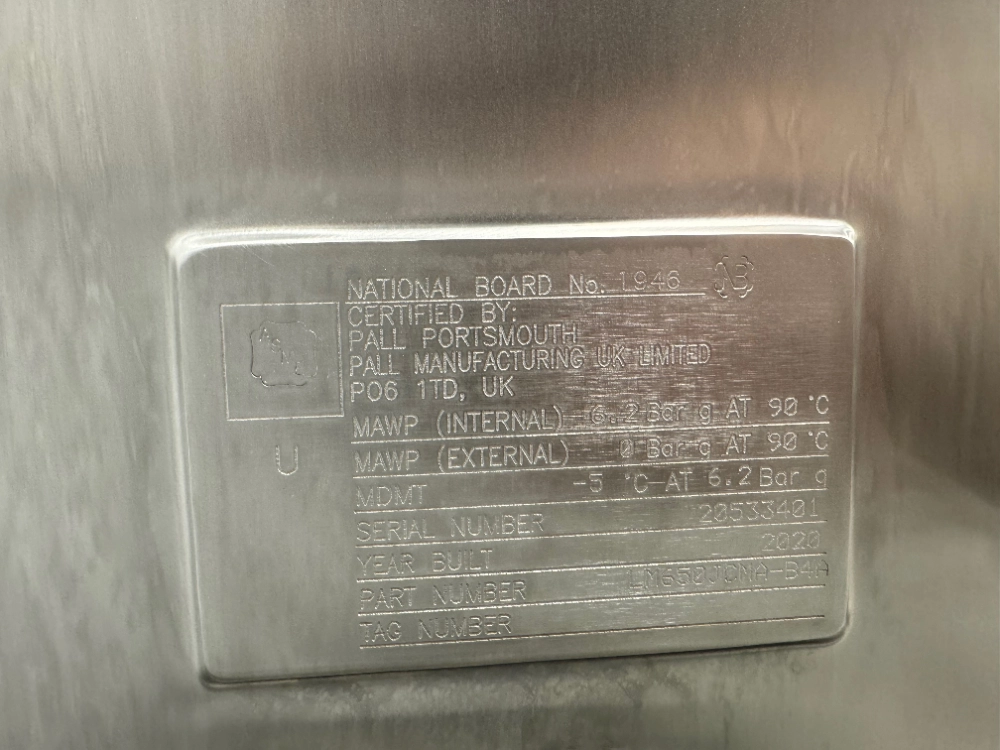 NATIONAL BOARD No. 1946 NB
CERTIFIED BY:
PALL PORTSMOUTH
PALL MANUFACTURING UK LIMITED
PO6 1TD, UK
MAWP (INTERNAL) 6.2 Bar g AT 90 °C
MAWP (EXTERNAL) 0 Bar g AT 90 °C
MDMT -5 °C AT 6.2 Bar g
SERIAL NUMBER 20533401
YEAR BUILT 2020
PART NUMBER
TAG NUMBER
U